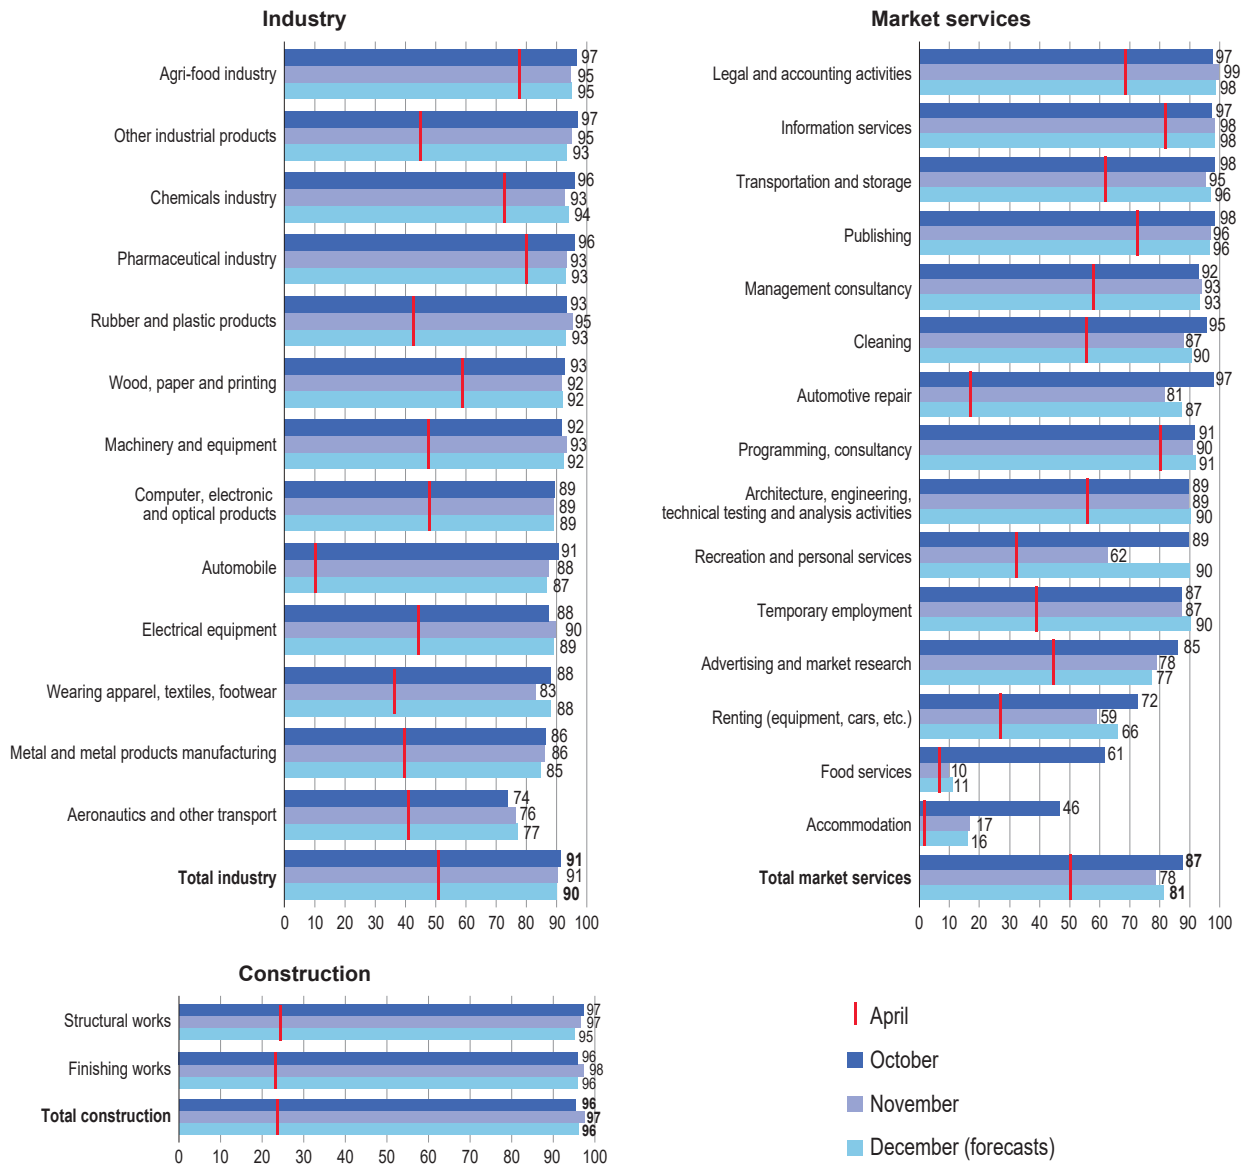 Industry
Agri-food industry
97
95
95
Other industrial products
97
95
93
Chemicals industry
96
93
94
Pharmaceutical industry
96
93
93
Rubber and plastic products
93
95
93
Wood, paper and printing
93
92
92
Machinery and equipment
92
93
92
Computer, electronic
and optical products
89
89
89
Automobile
91
88
87
Electrical equipment
88
90
89
Wearing apparel, textiles, footwear
88
83
88
Metal and metal products manufacturing
86
86
85
Aeronautics and other transport
74
76
77
Total industry
91
91
90
0 10 20 30 40 50 60 70 80 90 100
Market services
Legal and accounting activities
97
99
98
Information services
97
98
98
Transportation and storage
98
95
96
Publishing
98
96
96
Management consultancy
92
93
93
Cleaning
95
87
90
Automotive repair
97
81
87
Programming, consultancy
91
90
91
Architecture, engineering,
technical testing and analysis activities
89
89
90
Recreation and personal services
89
62
90
Temporary employment
87
87
90
Advertising and market research
85
78
77
Renting (equipment, cars, etc.)
72
59
66
Food services
61
10
11
Accommodation
46
17
16
Total market services
87
78
81
0 10 20 30 40 50 60 70 80 90 100
Construction
Structural works
97
97
95
Finishing works
96
98
96
Total construction
96
97
96
0 10 20 30 40 50 60 70 80 90 100
April
October
November
December (forecasts)